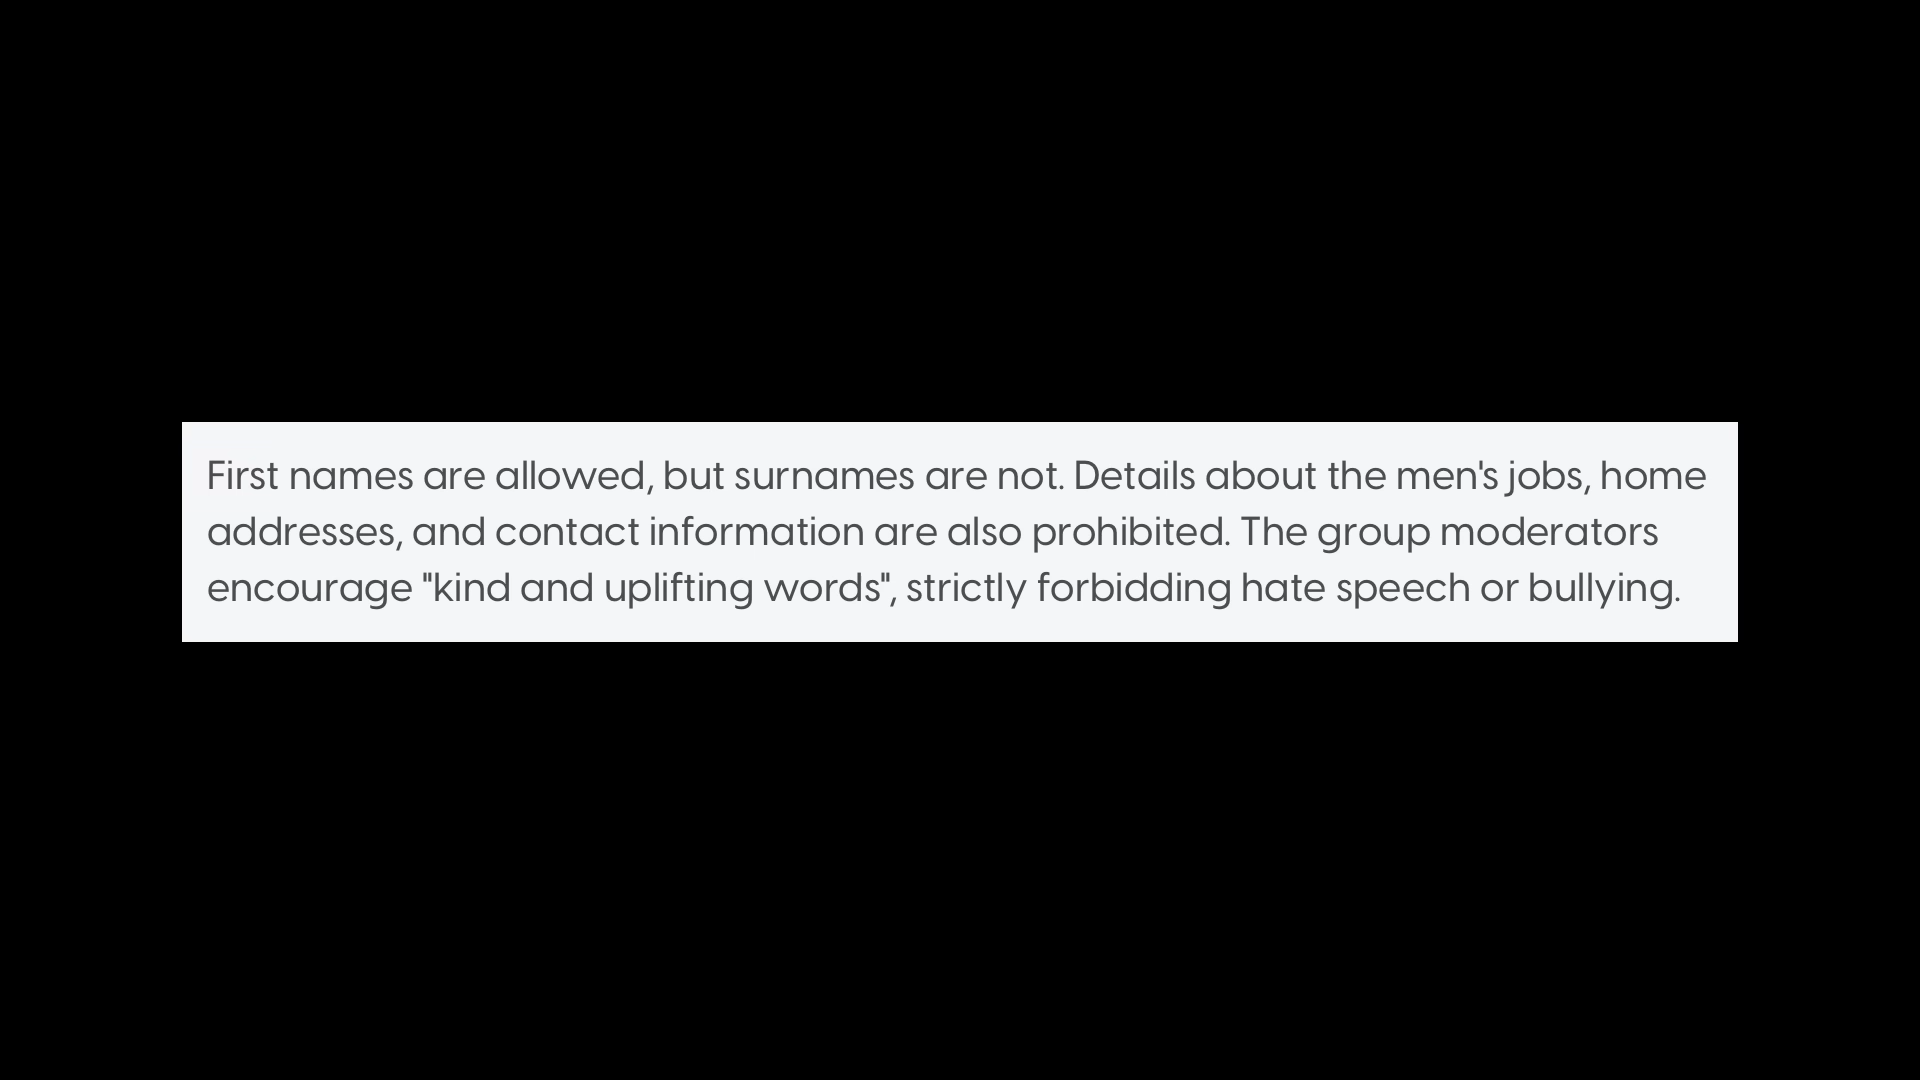 First names are allowed, but surnames are not. Details about the men's jobs, home
addresses, and contact information are also prohibited. The group moderators
encourage "kind and uplifting words", strictly forbidding hate speech or bullying.